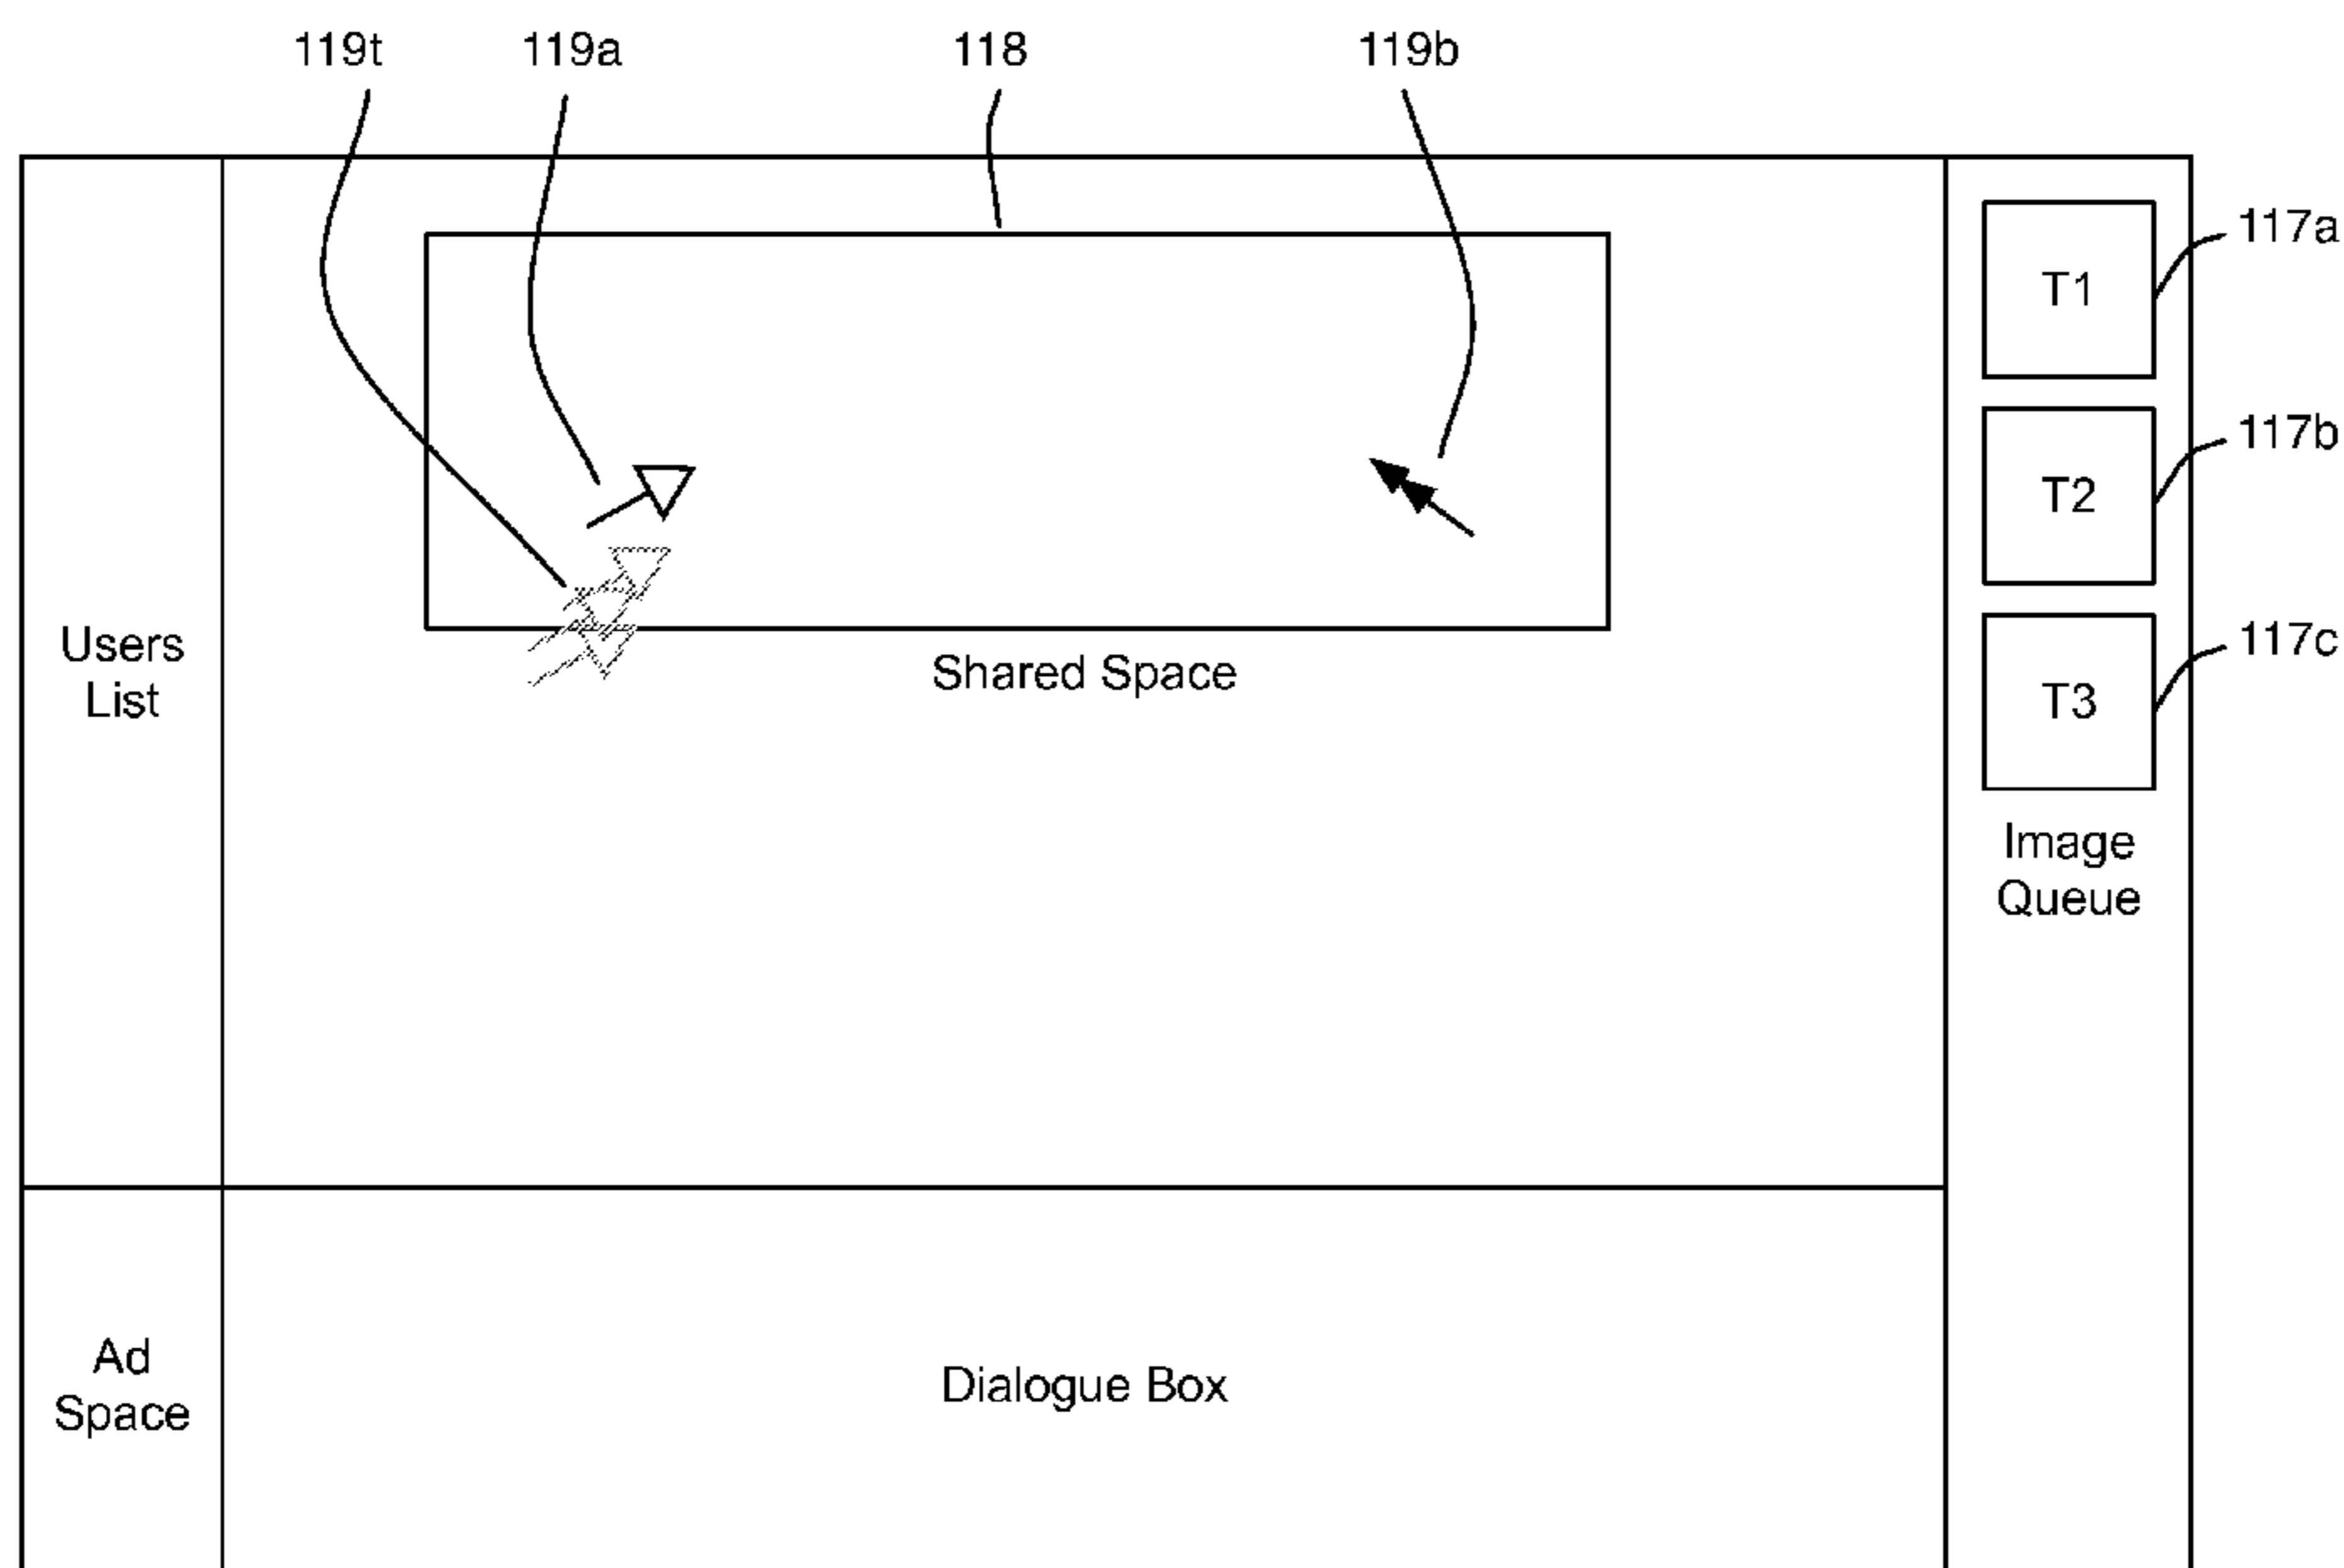 119t
119a
118
119b
117a
T1
117b
T2
117c
T3
Users
List
Shared Space
Image
Queue
Ad
Space
Dialogue Box